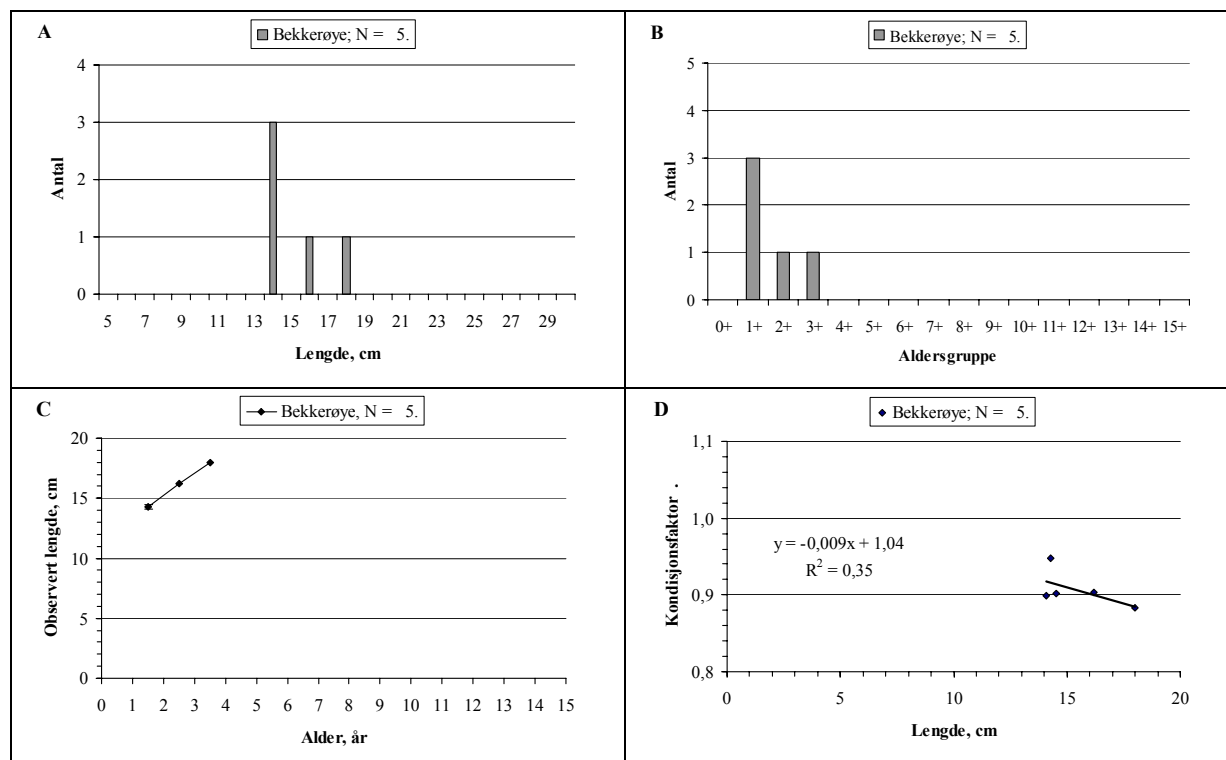 A
Bekkerøye; N = 5.
4
3
2
1
0
Antal
5 7 9 11 13 15 17 19 21 23 25 27 29
Lengde, cm
B
Bekkerøye; N = 5.
5
4
3
2
1
0
Antal
0+ 1+ 2+ 3+ 4+ 5+ 6+ 7+ 8+ 9+ 10+ 11+ 12+ 13+ 14+ 15+
Aldersgruppe
C
Bekkerøye, N = 5.
20
15
10
5
0
Observert lengde, cm
0 1 2 3 4 5 6 7 8 9 10 11 12 13 14 15
Alder, år
D
Bekkerøye; N = 5.
1,1
1,0
0,9
0,8
Kondisjonsfaktor .
y = -0,009x + 1,04
R² = 0,35
0 5 10 15 20
Lengde, cm